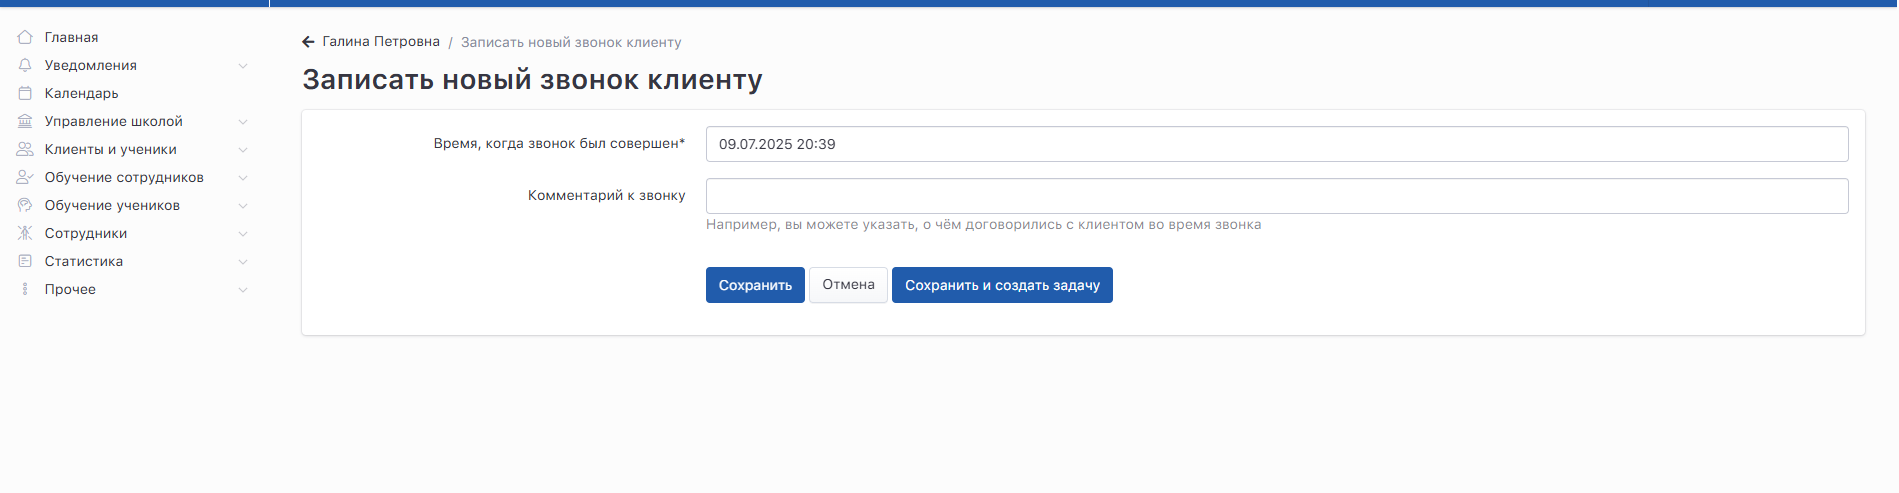 Главная
Уведомления
Календарь
Управление школой
Клиенты и ученики
Обучение сотрудников
Обучение учеников
Сотрудники
Статистика
Прочее
Галина Петровна / Записать новый звонок клиенту
Записать новый звонок клиенту
Время, когда звонок был совершен* 09.07.2025 20:39
Комментарий к звонку
Например, вы можете указать, о чём договорились с клиентом во время звонка
Сохранить Отмена Сохранить и создать задачу